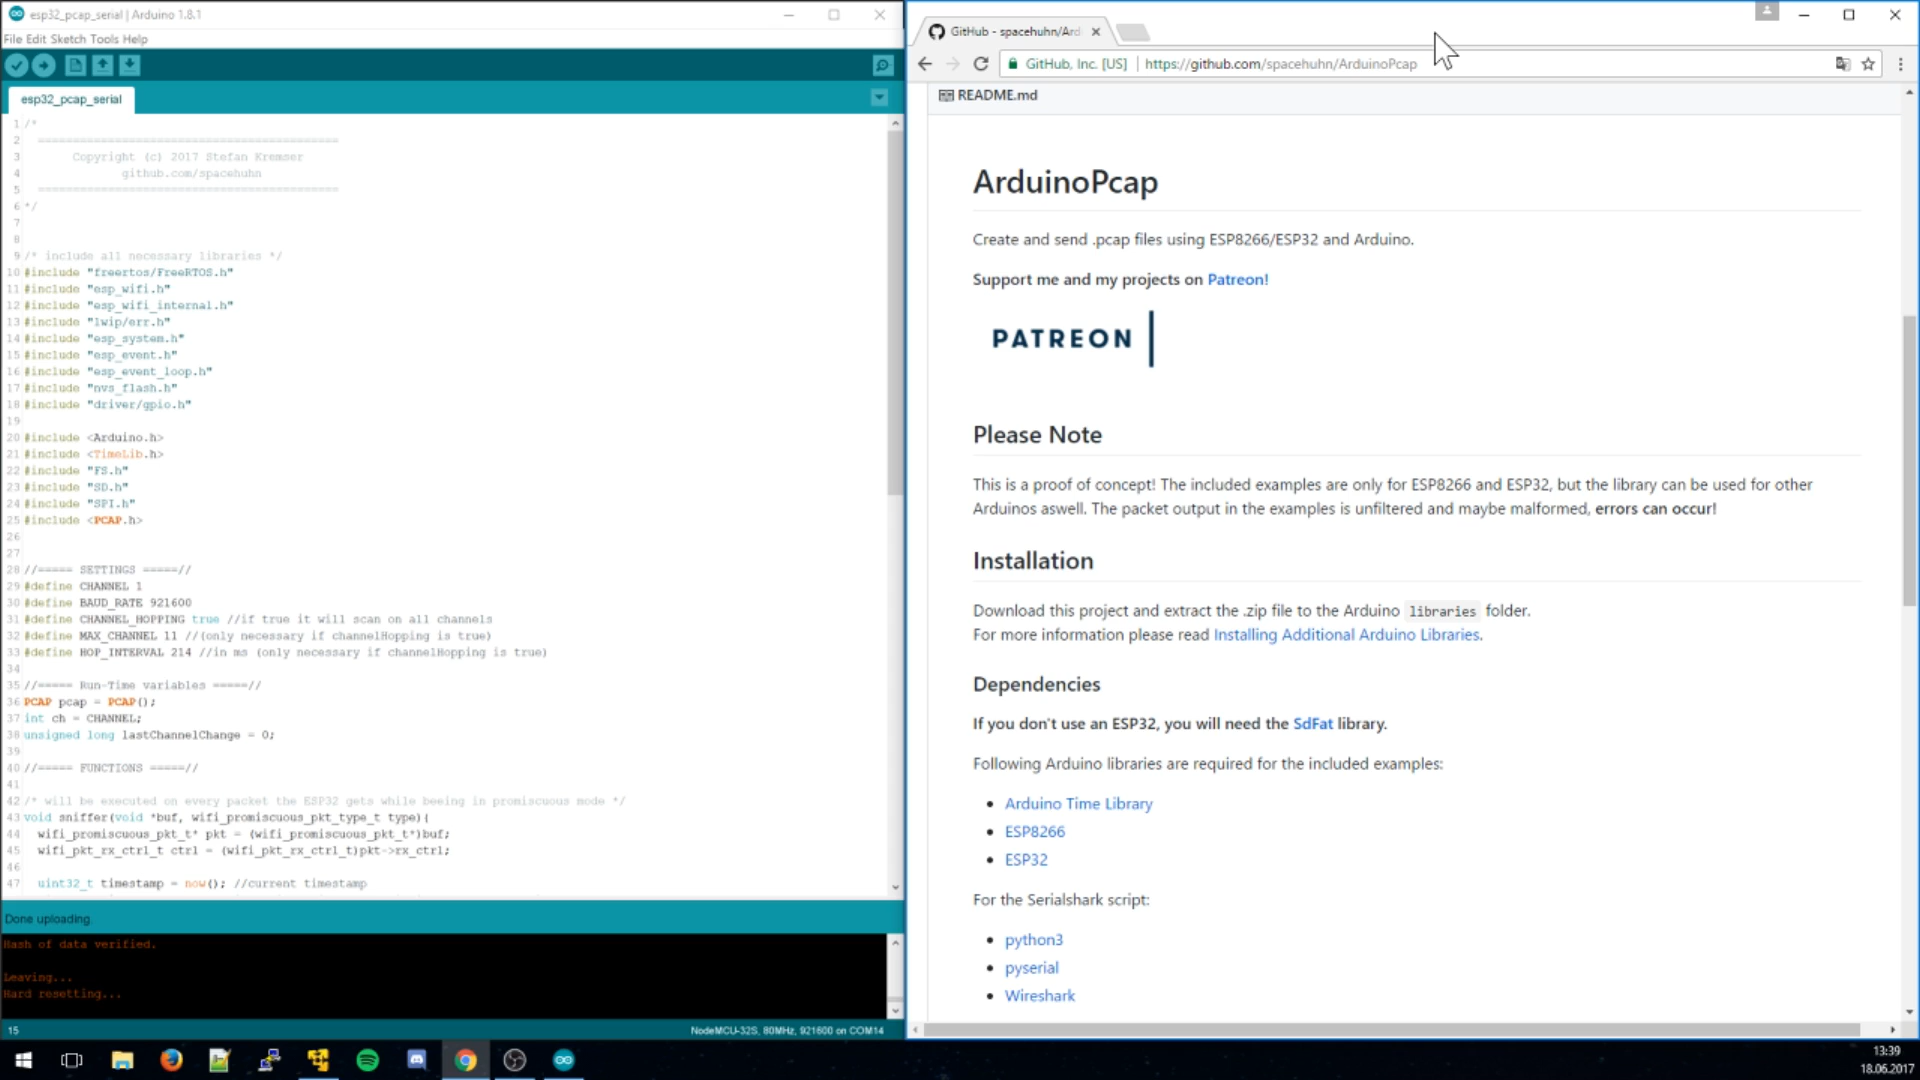 esp32_pcap_serial | Arduino 1.8.1
File Edit Sketch Tools Help
esp32_pcap_serial
1 /*
2 ===========================================
3 Copyright (c) 2017 Stefan Kremser
4 github.com/spacehuhn
5 ===========================================
6 */
7
8
9 /* include all necessary libraries */
10 #include "freertos/FreeRTOS.h"
11 #include "esp_wifi.h"
12 #include "esp_wifi_internal.h"
13 #include "lwip/err.h"
14 #include "esp_system.h"
15 #include "esp_event.h"
16 #include "esp_event_loop.h"
17 #include "nvs_flash.h"
18 #include "driver/gpio.h"
19
20 #include <Arduino.h>
21 #include <TimeLib.h>
22 #include "FS.h"
23 #include "SD.h"
24 #include "SPI.h"
25 #include <PCAP.h>
26
27
28 //===== SETTINGS =====//
29 #define CHANNEL 1
30 #define BAUD_RATE 921600
31 #define CHANNEL_HOPPING true //if true it will scan on all channels
32 #define MAX_CHANNEL 11 //(only necessary if channelHopping is true)
33 #define HOP_INTERVAL 214 //in ms (only necessary if channelHopping is true)
34
35 //===== Run-Time variables =====//
36 PCAP pcap = PCAP();
37 int ch = CHANNEL;
38 unsigned long lastChannelChange = 0;
39
40 //===== FUNCTIONS =====//
41
42 /* will be executed on every packet the ESP32 gets while beeing in promiscuous mode */
43 void sniffer(void *buf, wifi_promiscuous_pkt_type_t type){
44 wifi_promiscuous_pkt_t* pkt = (wifi_promiscuous_pkt_t*)buf;
45 wifi_pkt_rx_ctrl_t ctrl = (wifi_pkt_rx_ctrl_t)pkt->rx_ctrl;
46
47 uint32_t timestamp = now(); //current timestamp
Done uploading.
Hash of data verified.
Leaving...
Hard resetting...
15 NodeMCU-32S, 80MHz, 921600 on COM14
GitHub - spacehuhn/Ard
GitHub, Inc. [US] | https://github.com/spacehuhn/ArduinoPcap
README.md
ArduinoPcap
Create and send .pcap files using ESP8266/ESP32 and Arduino.
Support me and my projects on Patreon!
PATREON
Please Note
This is a proof of concept! The included examples are only for ESP8266 and ESP32, but the library can be used for other
Arduinos aswell. The packet output in the examples is unfiltered and maybe malformed, errors can occur!
Installation
Download this project and extract the .zip file to the Arduino libraries folder.
For more information please read Installing Additional Arduino Libraries.
Dependencies
If you don't use an ESP32, you will need the SdFat library.
Following Arduino libraries are required for the included examples:
• Arduino Time Library
• ESP8266
• ESP32
For the Serialshark script:
• python3
• pyserial
• Wireshark
13:39
18.06.2017